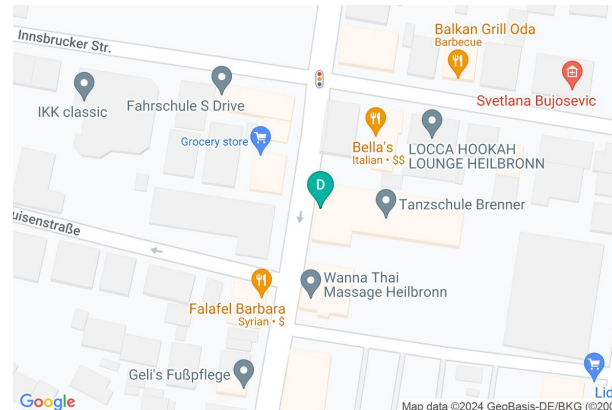 Innsbrucker Str.
Balkan Grill Oda
Barbecue
Svetlana Bujosevic
IKK classic
Fahrschule S Drive
Grocery store
Bella's
Italian • $$
LOCCA HOOKAH
LOUNGE HEILBRONN
D
Tanzschule Brenner
uisenstraße
Wanna Thai
Massage Heilbronn
Falafel Barbara
Syrian • $
Geli's Fußpflege
Lid
Google
Map data ©2024 GeoBasis-DE/BKG (©200